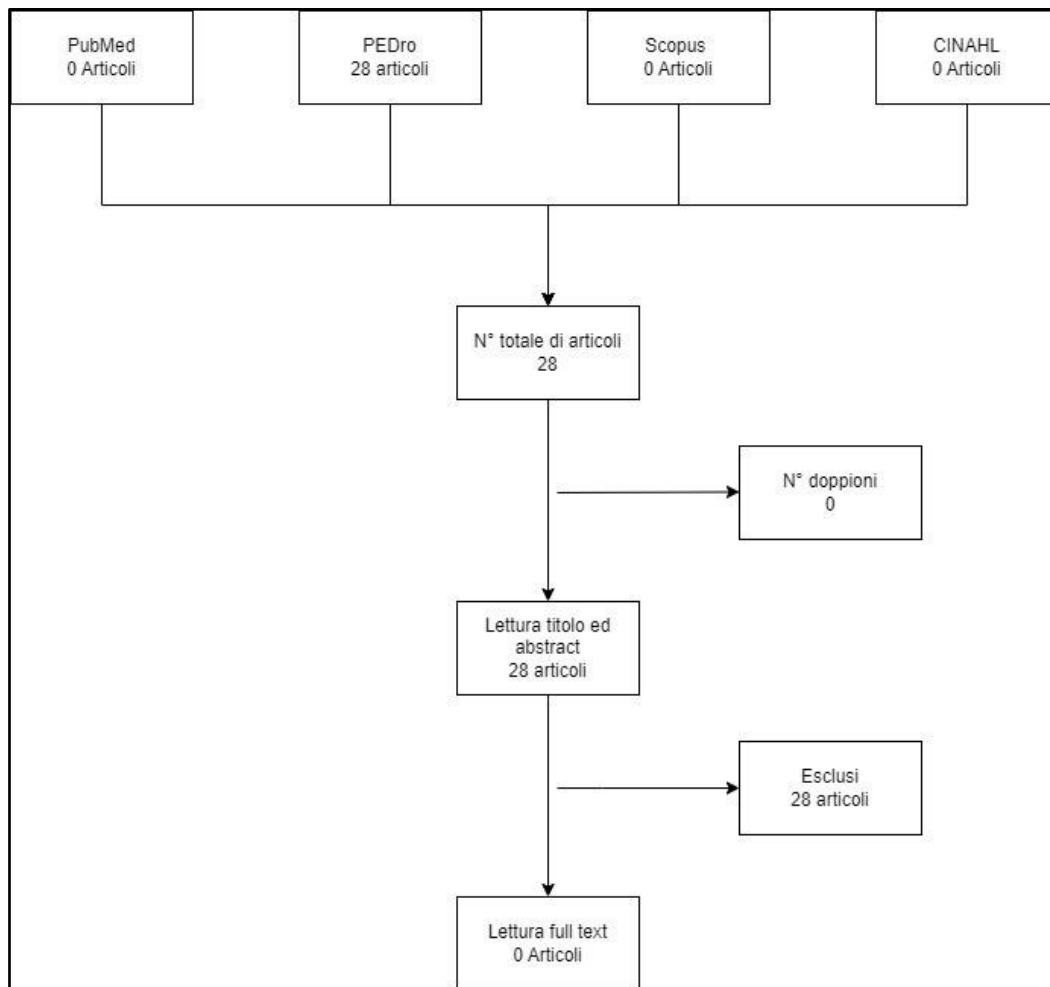 PubMed
0 Articoli
PEDro
28 articoli
Scopus
0 Articoli
CINAHL
0 Articoli
N° totale di articoli
28
N° doppioni
0
Lettura titolo ed
abstract
28 articoli
Esclusi
28 articoli
Lettura full text
0 Articoli